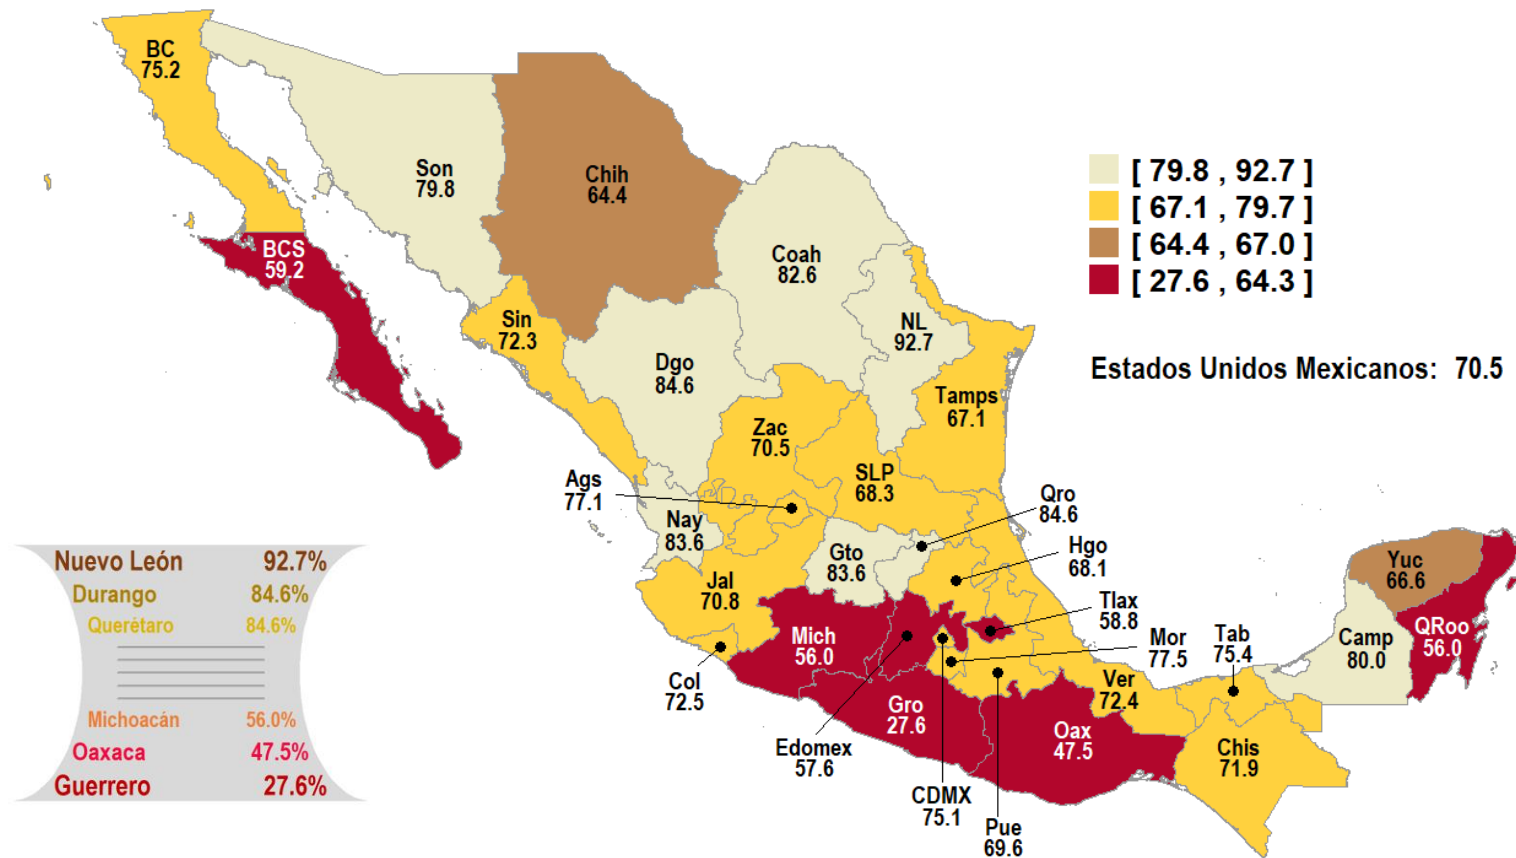 BC
75.2
Son
79.8
Chih
64.4
BCS
59.2
Coah
82.6
[ 79.8 , 92.7 ]
[ 67.1 , 79.7 ]
[ 64.4 , 67.0 ]
[ 27.6 , 64.3 ]
Sin
72.3
NL
92.7
Dgo
84.6
Estados Unidos Mexicanos: 70.5
Tamps
67.1
Zac
70.5
SLP
68.3
Ags
77.1
Qro
84.6
Nay
83.6
Gto
83.6
Hgo
68.1
Jal
70.8
Tlax
58.8
Mich
56.0
Mor
77.5
Tab
75.4
Yuc
66.6
Camp
80.0
QRoo
56.0
Col
72.5
Gro
27.6
Ver
72.4
Edomex
57.6
Oax
47.5
Chis
71.9
CDMX
75.1
Pue
69.6
Nuevo León 92.7%
Durango 84.6%
Querétaro 84.6%
Michoacán 56.0%
Oaxaca 47.5%
Guerrero 27.6%